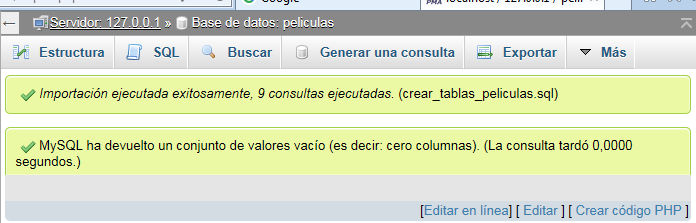 Google
localhost / 127.0.0.1 / pelí
← Servidor: 127.0.0.1 » Base de datos: peliculas
Estructura SQL Buscar Generar una consulta Exportar Más
Importación ejecutada exitosamente, 9 consultas ejecutadas. (crear_tablas_peliculas.sql)
MySQL ha devuelto un conjunto de valores vacío (es decir: cero columnas). (La consulta tardó 0,0000
segundos.)
[Editar en línea] [ Editar ] [ Crear código PHP ]